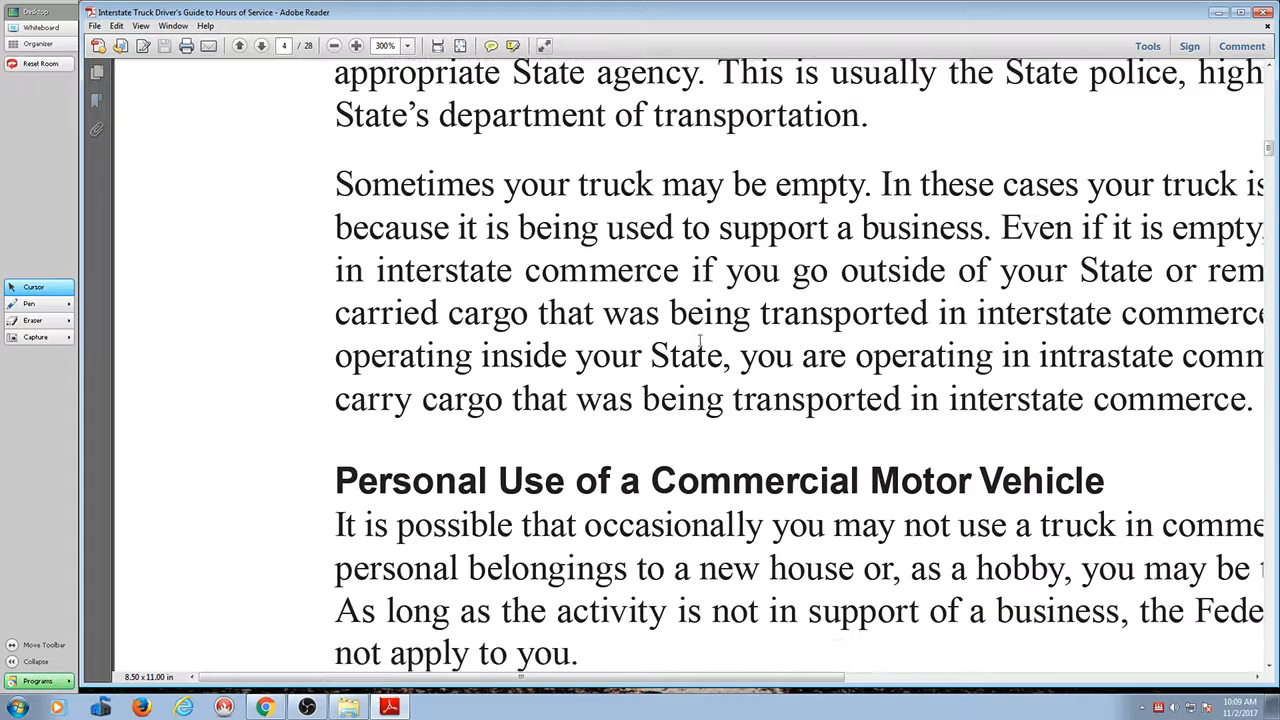 Desktop
Interstate Truck Driver's Guide to Hours of Service - Adobe Reader
Whiteboard
File Edit View Window Help
Organizer
4 / 28 300% Tools Sign Comment
Reset Room
appropriate State agency. This is usually the State police, high
State's department of transportation.
Sometimes your truck may be empty. In these cases your truck is
because it is being used to support a business. Even if it is empty,
in interstate commerce if you go outside of your State or rem
carried cargo that was being transported in interstate commerce
operating inside your State, you are operating in intrastate comm
carry cargo that was being transported in interstate commerce.
Personal Use of a Commercial Motor Vehicle
It is possible that occasionally you may not use a truck in comme
personal belongings to a new house or, as a hobby, you may be
As long as the activity is not in support of a business, the Fede
not apply to you.
Cursor
Pen
Eraser
Capture
Move Toolbar
Collapse
Programs
8.50 x 11.00 in
10:09 AM
11/2/2017